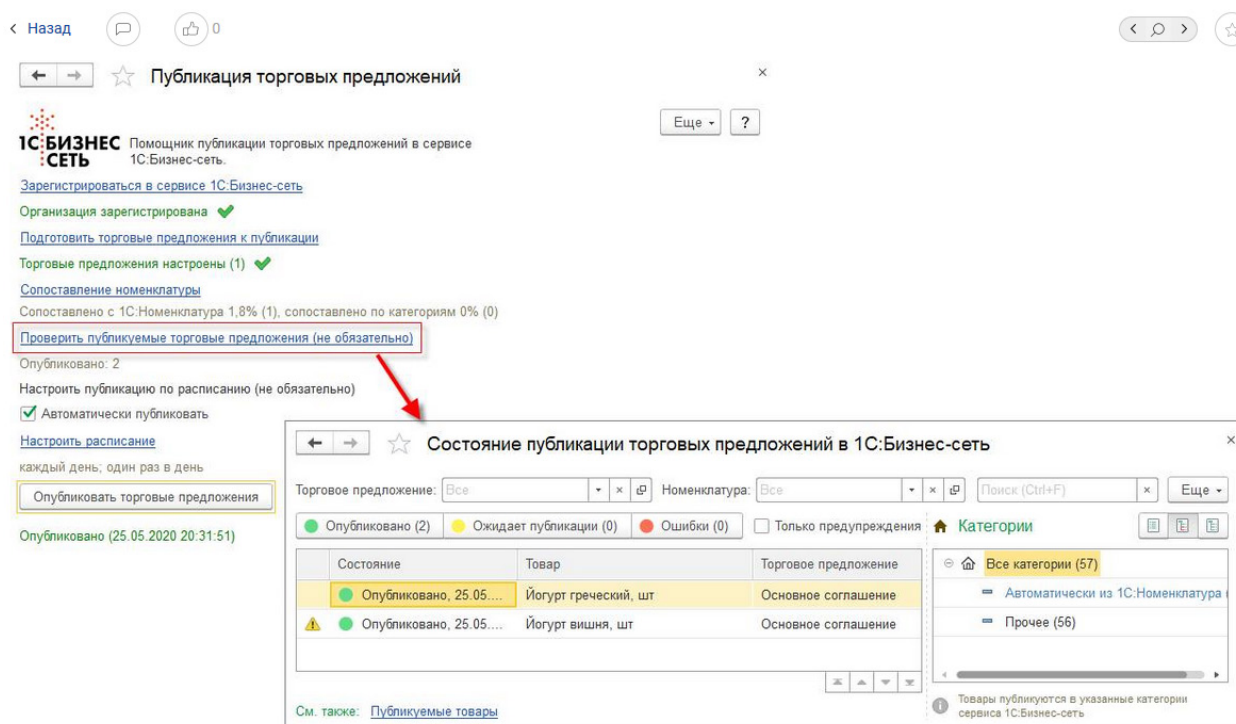 Назад
0
Публикация торговых предложений
Еще
?
1С:БИЗНЕС СЕТЬ
Помощник публикации торговых предложений в сервисе
1С:Бизнес-сеть.
Зарегистрироваться в сервисе 1С:Бизнес-сеть
Организация зарегистрирована
Подготовить торговые предложения к публикации
Торговые предложения настроены (1)
Сопоставление номенклатуры
Сопоставлено с 1С:Номенклатура 1,8% (1), сопоставлено по категориям 0% (0)
Проверить публикуемые торговые предложения (не обязательно)
Опубликовано: 2
Настроить публикацию по расписанию (не обязательно)
Автоматически публиковать
Настроить расписание
каждый день; один раз в день
Опубликовать торговые предложения
Опубликовано (25.05.2020 20:31:51)
Состояние публикации торговых предложений в 1С:Бизнес-сеть
Торговое предложение: Все Номенклатура: Все Поиск (Ctrl+F) Еще
Опубликовано (2) Ожидает публикации (0) Ошибки (0) Только предупреждения Категории
Состояние Товар Торговое предложение
Опубликовано, 25.05.... Йогурт греческий, шт Основное соглашение
Опубликовано, 25.05.... Йогурт вишня, шт Основное соглашение
Все категории (57)
Автоматически из 1С:Номенклатура
Прочее (56)
См. также: Публикуемые товары
Товары публикуются в указанные категории
сервиса 1С:Бизнес-сеть